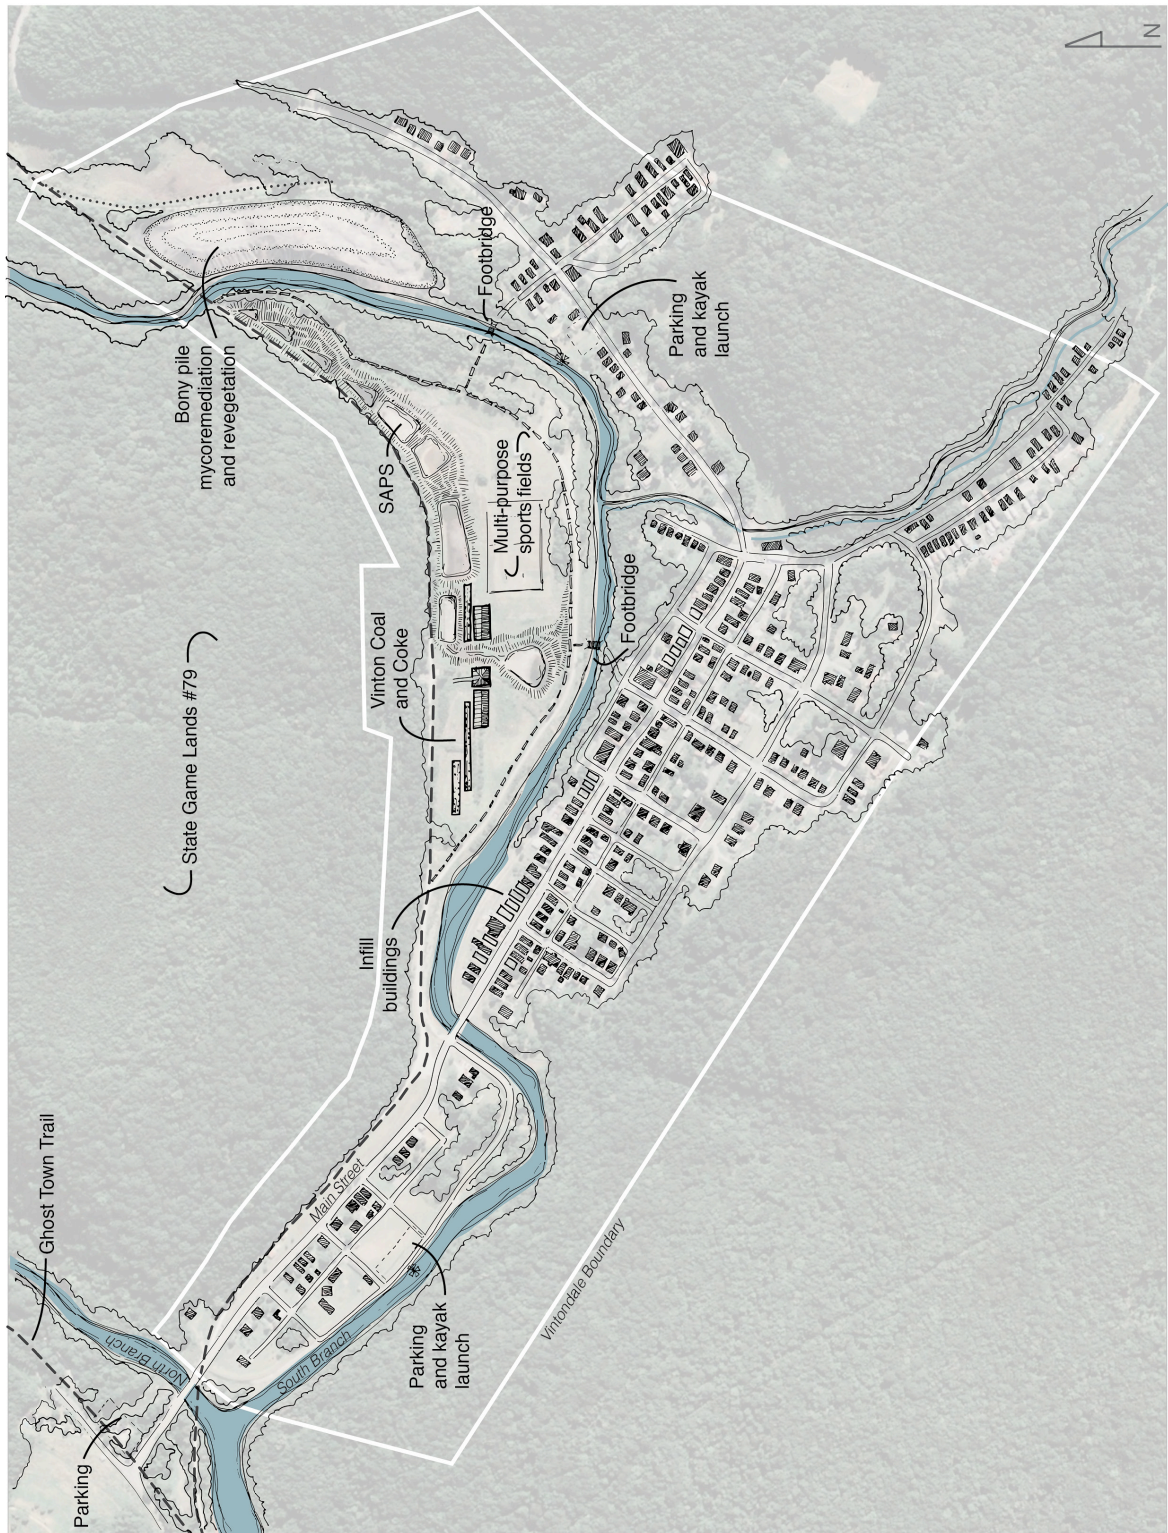 Ghost Town Trail
Parking
North Branch
South Branch
Main Street
Parking
and kayak
launch
State Game Lands #79
Infill
buildings
Vinton Coal
and Coke
SAPS
Multi-purpose
sports fields
Bony pile
mycoremediation
and revegetation
Footbridge
Footbridge
Parking
and kayak
launch
Vintondale Boundary
N